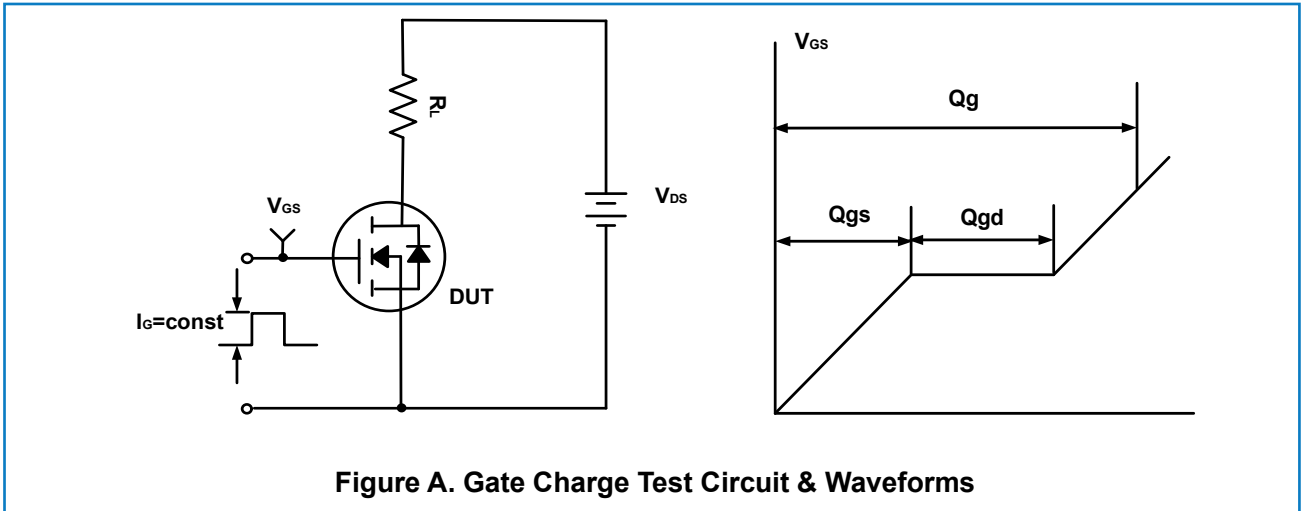 RL
VGS
VDS
DUT
IG=const
VGS
Qg
Qgs
Qgd
Figure A. Gate Charge Test Circuit & Waveforms